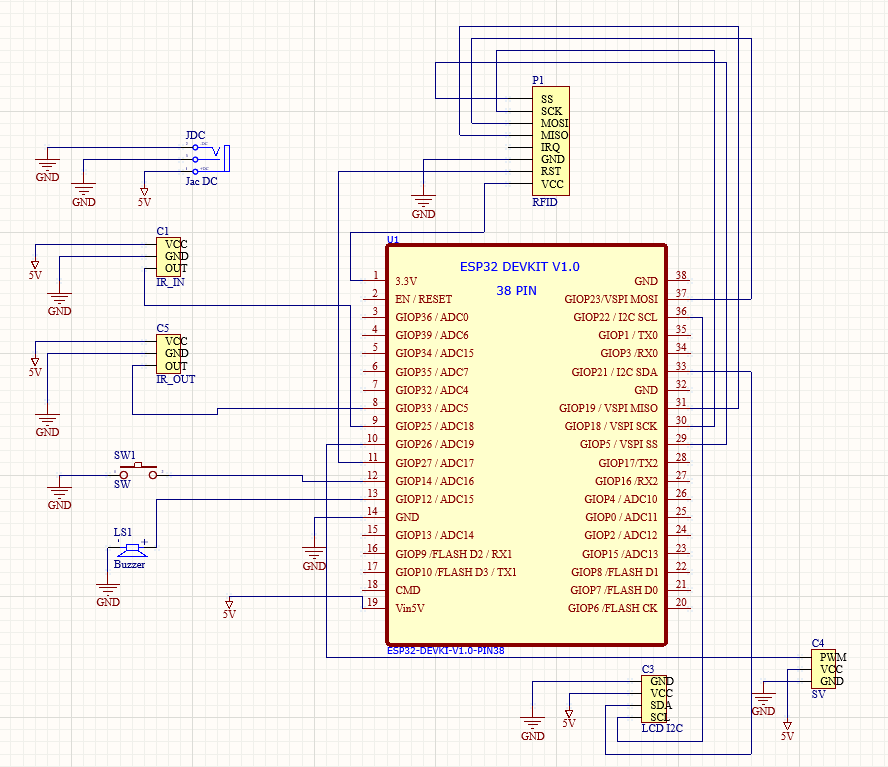 P1
SS
SCK
MOSI
MISO
IRQ
GND
RST
VCC
RFID
GND
JDC
Jac DC
GND
GND
5V
C1
VCC
GND
OUT
IR_IN
5V
GND
C5
VCC
GND
OUT
IR_OUT
5V
GND
SW1
SW
GND
LS1
+
Buzzer
GND
5V
GND
U1
ESP32 DEVKIT V1.0
38 PIN
1 3.3V
2 EN / RESET
3 GIOP36 / ADC0
4 GIOP39 / ADC6
5 GIOP34 / ADC15
6 GIOP35 / ADC7
7 GIOP32 / ADC4
8 GIOP33 / ADC5
9 GIOP25 / ADC18
10 GIOP26 / ADC19
11 GIOP27 / ADC17
12 GIOP14 / ADC16
13 GIOP12 / ADC15
14 GND
15 GIOP13 / ADC14
16 GIOP9 /FLASH D2 / RX1
17 GIOP10 /FLASH D3 / TX1
18 CMD
19 Vin5V
GND 38
GIOP23/VSPI MOSI 37
GIOP22 / I2C SCL 36
GIOP1 / TX0 35
GIOP3 /RX0 34
GIOP21 / I2C SDA 33
GND 32
GIOP19 / VSPI MISO 31
GIOP18 / VSPI SCK 30
GIOP5 / VSPI SS 29
GIOP17/TX2 28
GIOP16 /RX2 27
GIOP4 / ADC10 26
GIOP0 / ADC11 25
GIOP2 / ADC12 24
GIOP15 /ADC13 23
GIOP8 /FLASH D1 22
GIOP7 /FLASH D0 21
GIOP6 /FLASH CK 20
ESP32-DEVKI-V1.0-PIN38
C3
GND
VCC
SDA
SCL
LCD I2C
GND
5V
C4
PWM
VCC
GND
SV
GND
5V